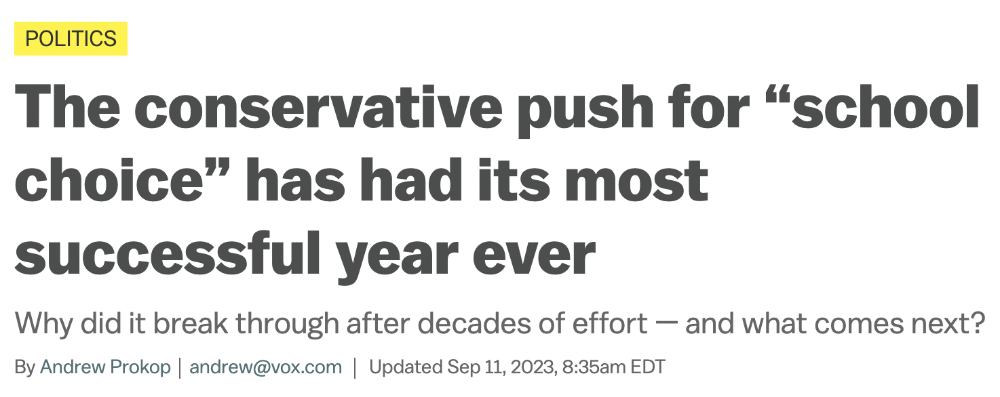 POLITICS
The conservative push for “school
choice” has had its most
successful year ever
Why did it break through after decades of effort — and what comes next?
By Andrew Prokop | andrew@vox.com | Updated Sep 11, 2023, 8:35am EDT